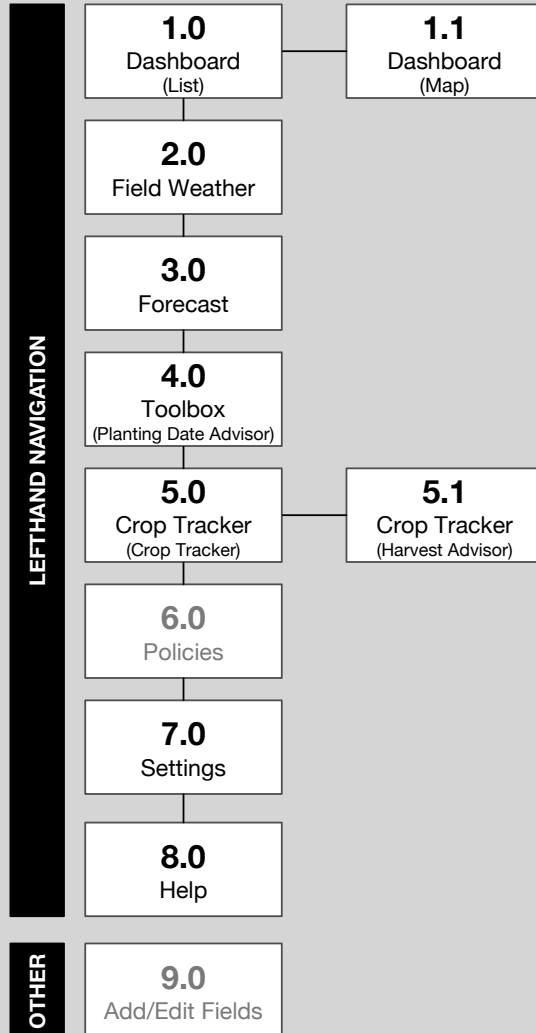 LEFTHAND NAVIGATION
1.0
Dashboard
(List)
1.1
Dashboard
(Map)
2.0
Field Weather
3.0
Forecast
4.0
Toolbox
(Planting Date Advisor)
5.0
Crop Tracker
(Crop Tracker)
5.1
Crop Tracker
(Harvest Advisor)
6.0
Policies
7.0
Settings
8.0
Help
OTHER
9.0
Add/Edit Fields